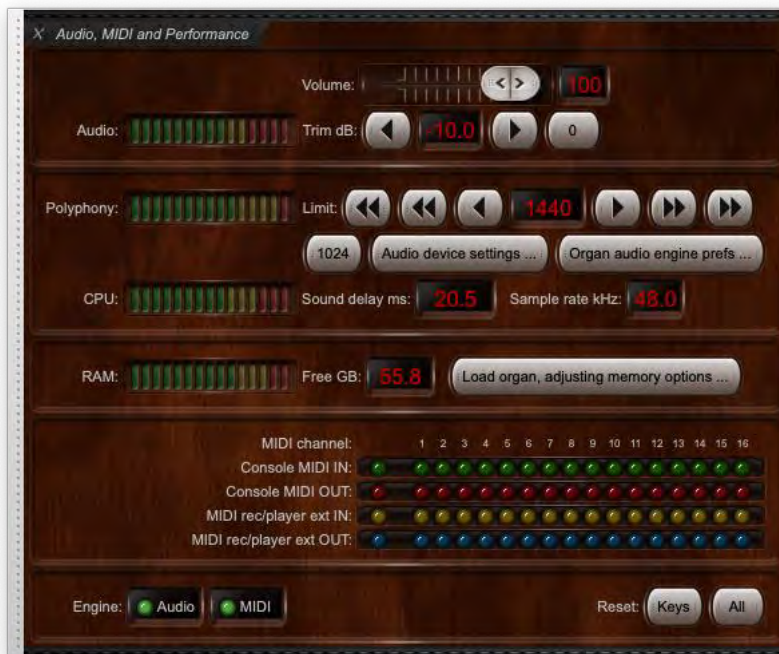 X Audio, MIDI and Performance
Volume: < > 100
Audio: Trim dB: -10.0 0
Polyphony: Limit: 1440
1024 Audio device settings ... Organ audio engine prefs ...
CPU: Sound delay ms: 20.5 Sample rate kHz: 48.0
RAM: Free GB: 55.8 Load organ, adjusting memory options ...
MIDI channel: 1 2 3 4 5 6 7 8 9 10 11 12 13 14 15 16
Console MIDI IN:
Console MIDI OUT:
MIDI rec/player ext IN:
MIDI rec/player ext OUT:
Engine: Audio MIDI Reset: Keys All